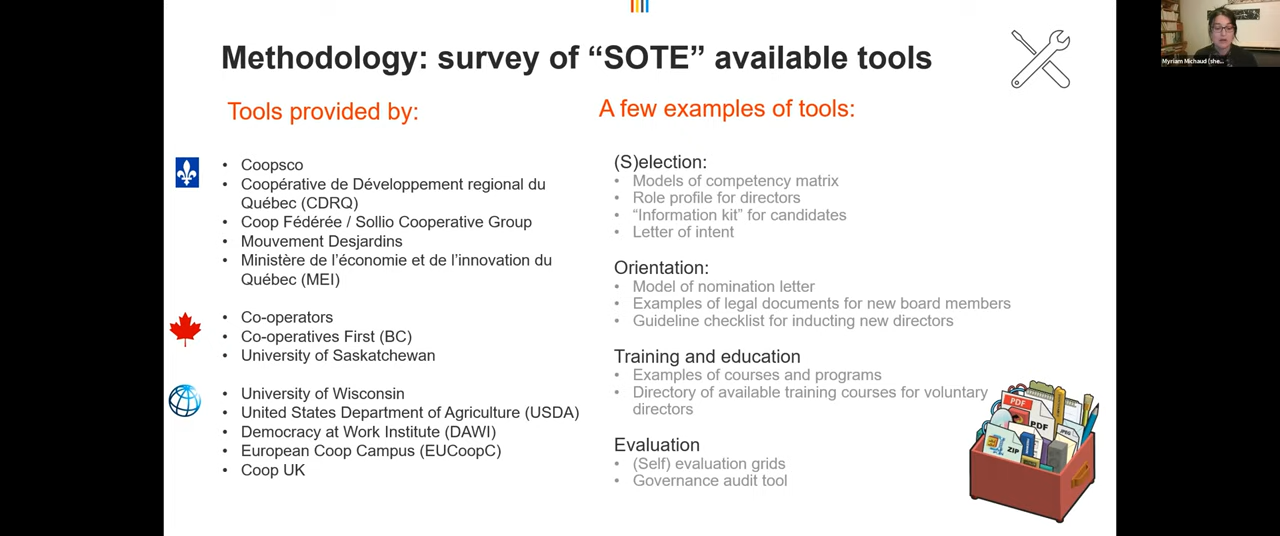 Methodology: survey of “SOTE” available tools
Tools provided by:
• Coopsco
• Coopérative de Développement regional du
Québec (CDRQ)
• Coop Fédérée / Sollio Cooperative Group
• Mouvement Desjardins
• Ministère de l’économie et de l’innovation du
Québec (MEI)
• Co-operators
• Co-operatives First (BC)
• University of Saskatchewan
• University of Wisconsin
• United States Department of Agriculture (USDA)
• Democracy at Work Institute (DAWI)
• European Coop Campus (EUCoopC)
• Coop UK
A few examples of tools:
(S)election:
• Models of competency matrix
• Role profile for directors
• “Information kit” for candidates
• Letter of intent
Orientation:
• Model of nomination letter
• Examples of legal documents for new board members
• Guideline checklist for inducting new directors
Training and education
• Examples of courses and programs
• Directory of available training courses for voluntary
directors
Evaluation
• (Self) evaluation grids
• Governance audit tool
PDF
PDF
JPEG
ZIP
Myriam Michaud (she...